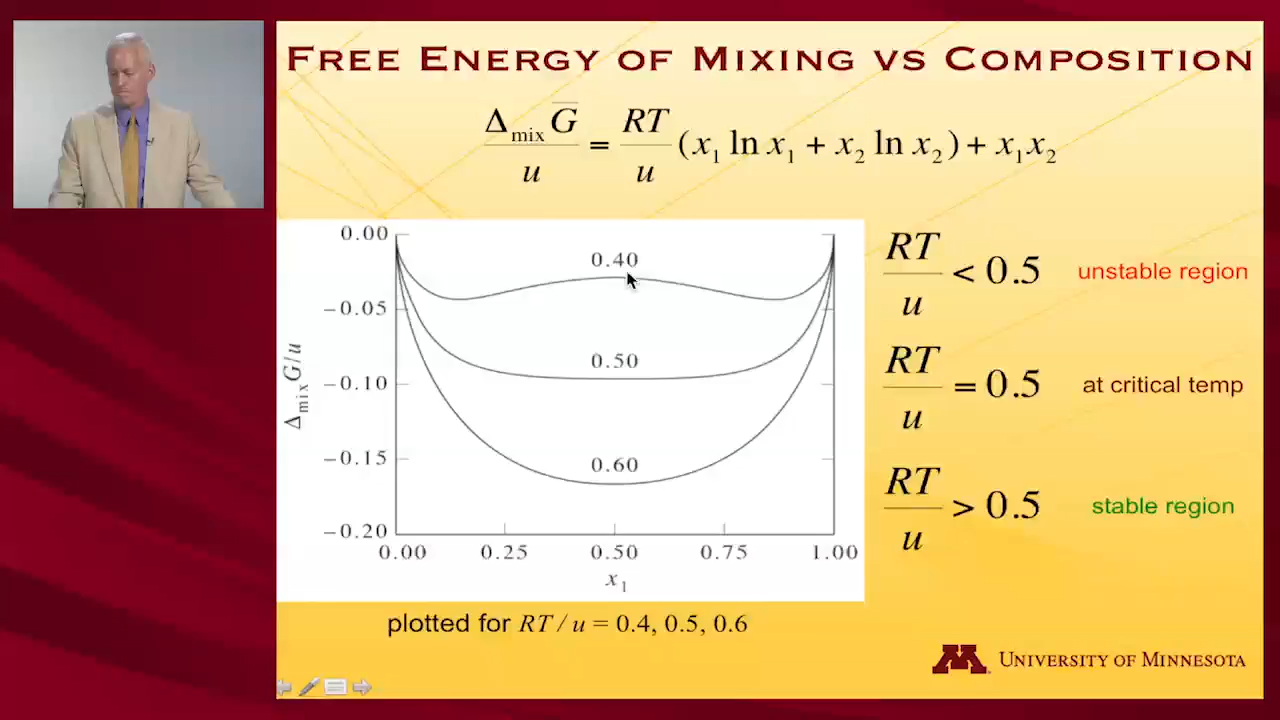 FREE ENERGY OF MIXING VS COMPOSITION
Δmix G̅ / u = RT / u (x₁ ln x₁ + x₂ ln x₂) + x₁x₂
0.00
−0.05
−0.10
−0.15
−0.20
ΔmixG/u
0.40
0.50
0.60
0.00 0.25 0.50 0.75 1.00
x₁
RT / u < 0.5 unstable region
RT / u = 0.5 at critical temp
RT / u > 0.5 stable region
plotted for RT / u = 0.4, 0.5, 0.6
M UNIVERSITY OF MINNESOTA